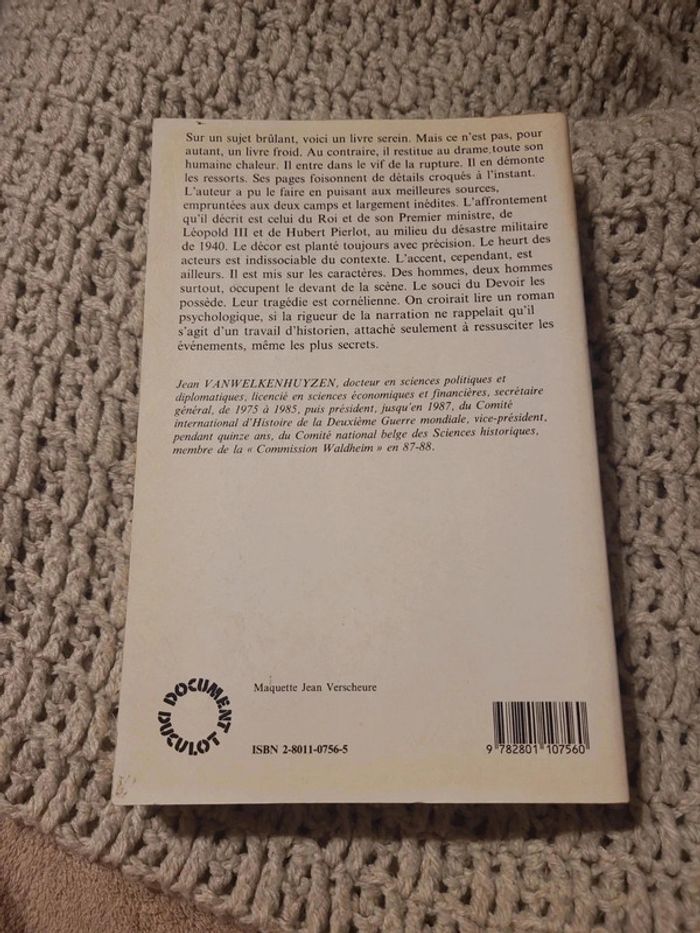 Sur un sujet brûlant, voici un livre serein. Mais ce n'est pas, pour
autant, un livre froid. Au contraire, il restitue au drame toute son
humaine chaleur. Il entre dans le vif de la rupture. Il en démonte
les ressorts. Ses pages foisonnent de détails croqués à l'instant.
L'auteur a pu le faire en puisant aux meilleures sources,
empruntées aux deux camps et largement inédites. L'affrontement
qu'il décrit est celui du Roi et de son Premier ministre, de
Léopold III et de Hubert Pierlot, au milieu du désastre militaire
de 1940. Le décor est planté toujours avec précision. Le heurt des
acteurs est indissociable du contexte. L'accent, cependant, est
ailleurs. Il est mis sur les caractères. Des hommes, deux hommes
surtout, occupent le devant de la scène. Le souci du Devoir les
possède. Leur tragédie est cornélienne. On croirait lire un roman
psychologique, si la rigueur de la narration ne rappelait qu'il
s'agit d'un travail d'historien, attaché seulement à ressusciter les
événements, même les plus secrets.
Jean VANWELKENHUYZEN, docteur en sciences politiques et
diplomatiques, licencié en sciences économiques et financières, secrétaire
général, de 1975 à 1985, puis président, jusqu'en 1987, du Comité
international d'Histoire de la Deuxième Guerre mondiale, vice-président,
pendant quinze ans, du Comité national belge des Sciences historiques,
membre de la « Commission Waldheim » en 87-88.
Maquette Jean Verscheure
DOCUMENT DUCULOT
ISBN 2-8011-0756-5
9 782801 107560